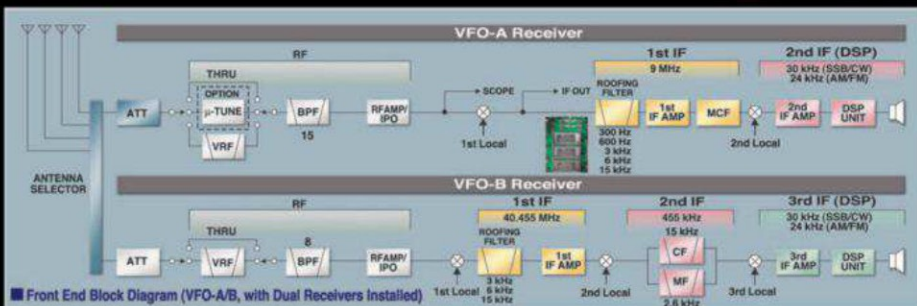 VFO-A Receiver
RF
1st IF
2nd IF (DSP)
9 MHz
30 kHz (SSB/CW)
24 kHz (AM/FM)
THRU
OPTION
μ-TUNE
VRF
ATT
BPF
15
RFAMP/
IPO
SCOPE
1st Local
IF OUT
ROOFING
FILTER
300 Hz
600 Hz
3 kHz
6 kHz
15 kHz
1st
IF AMP
MCF
2nd Local
2nd
IF AMP
DSP
UNIT
ANTENNA
SELECTOR
VFO-B Receiver
RF
1st IF
2nd IF
3rd IF (DSP)
40.455 MHz
455 kHz
30 kHz (SSB/CW)
24 kHz (AM/FM)
THRU
ATT
VRF
8
BPF
RFAMP/
IPO
1st Local
ROOFING
FILTER
3 kHz
6 kHz
15 kHz
1st
IF AMP
2nd Local
15 kHz
CF
MF
2.6 kHz
3rd Local
3rd
IF AMP
DSP
UNIT
■ Front End Block Diagram (VFO-A/B, with Dual Receivers Installed)